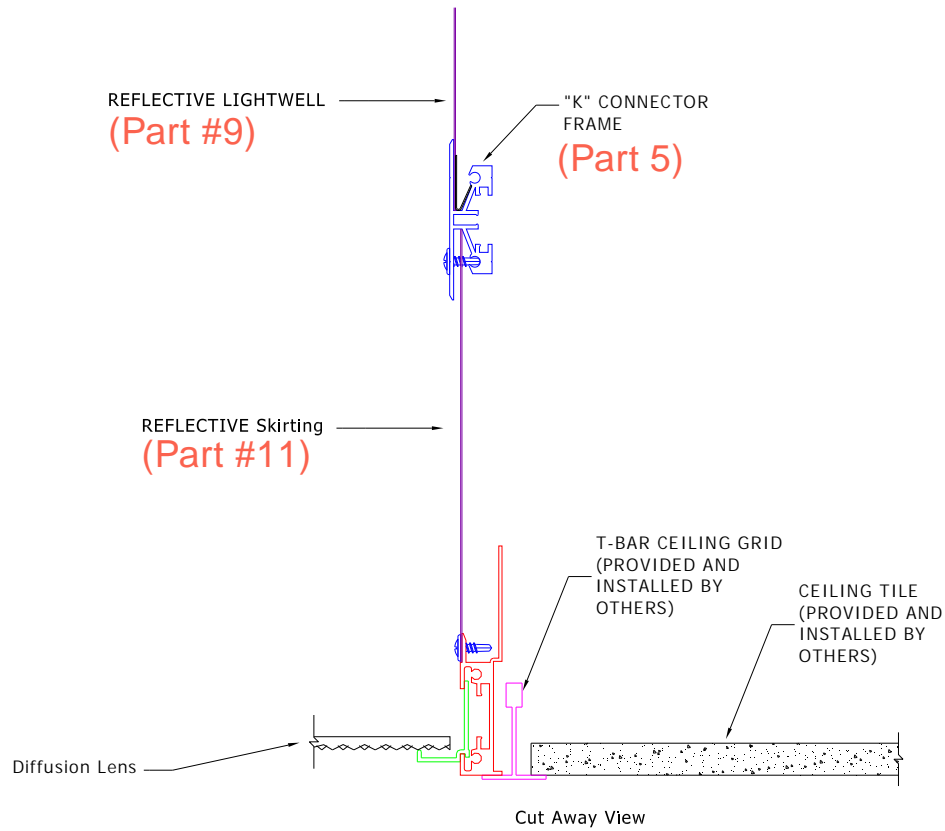 REFLECTIVE LIGHTWELL
(Part #9)
"K" CONNECTOR
FRAME
(Part 5)
REFLECTIVE Skirting
(Part #11)
T-BAR CEILING GRID
(PROVIDED AND
INSTALLED BY
OTHERS)
CEILING TILE
(PROVIDED AND
INSTALLED BY
OTHERS)
Diffusion Lens
Cut Away View